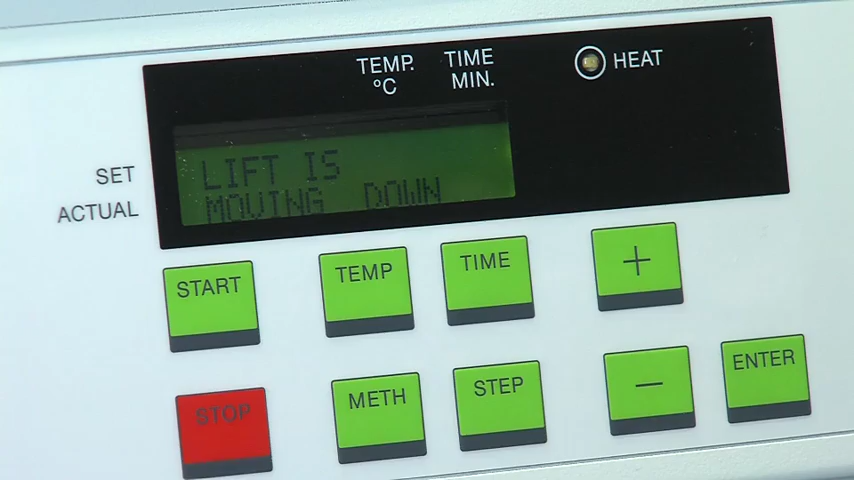 TEMP. TIME
°C MIN.
HEAT
SET
ACTUAL
LIFT IS
MOVING DOWN
START TEMP TIME +
STOP METH STEP - ENTER